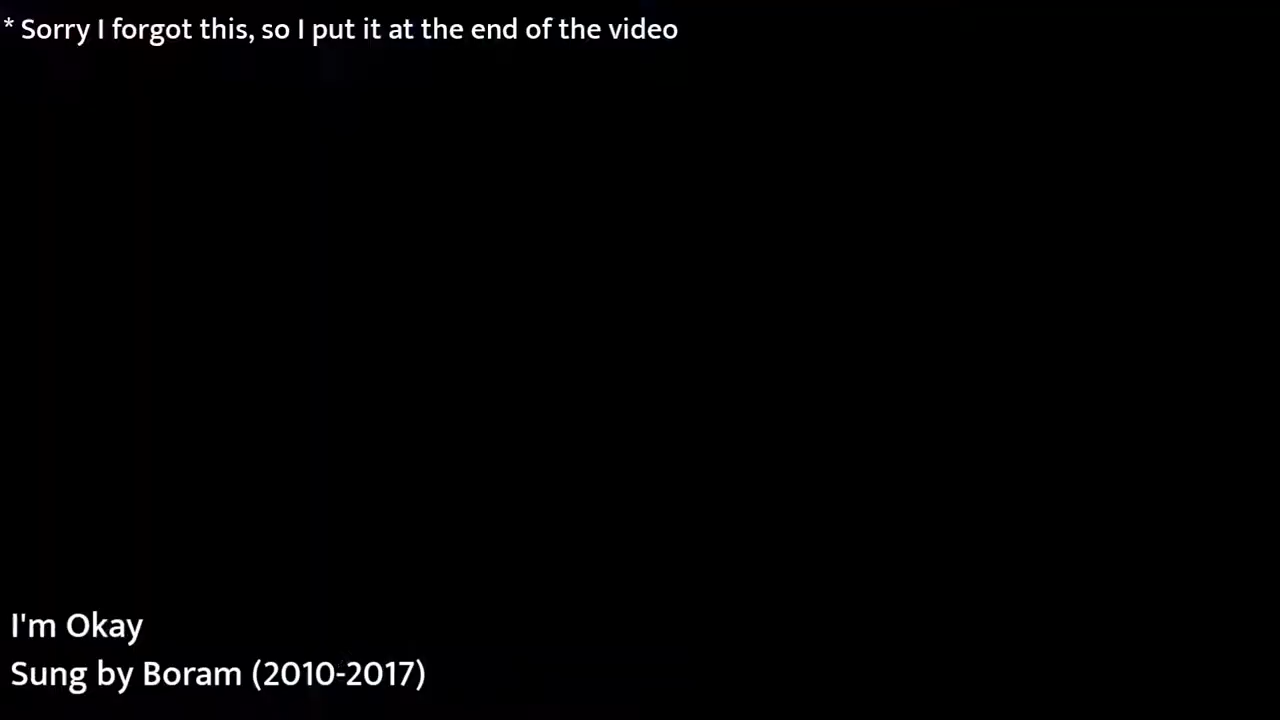 * Sorry I forgot this, so I put it at the end of the video
I'm Okay
Sung by Boram (2010-2017)